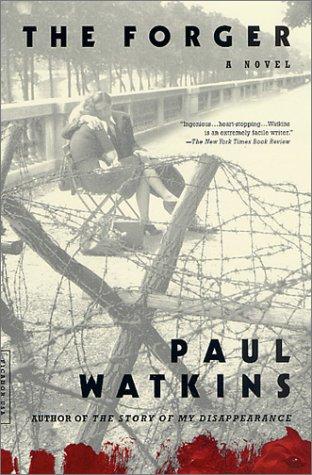 THE FORGER
A NOVEL
"Ingenious...heart-stopping...Watkins
is an extremely facile writer."
—The New York Times Book Review
PAUL
WATKINS
AUTHOR OF THE STORY OF MY DISAPPEARANCE
PICADOR USA